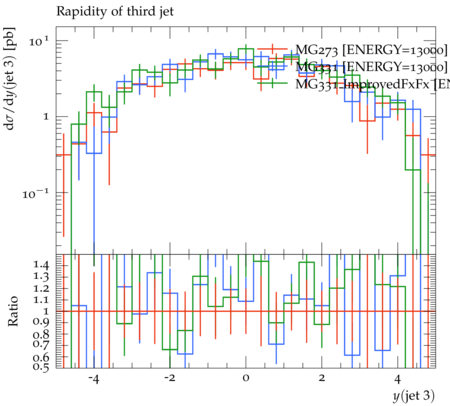 Rapidity of third jet
dσ/dy(jet 3) [pb]
10¹
1
10⁻¹
MG273 [ENERGY=13000]
MG331 [ENERGY=13000]
MG331-ImprovedFxFx [EN
Ratio
1.4
1.3
1.2
1.1
1
0.9
0.8
0.7
0.6
0.5
-4 -2 0 2 4
y(jet 3)